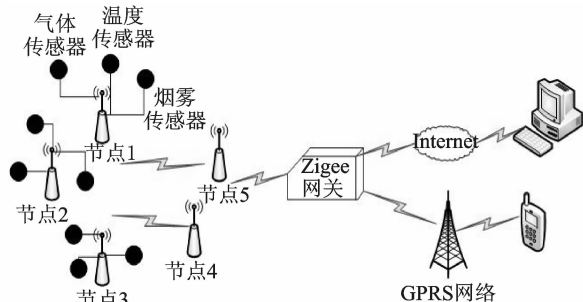 气体
传感器
温度
传感器
烟雾
传感器
节点1
节点2
节点5
节点4
节点3
Zigee
网关
Internet
GPRS网络